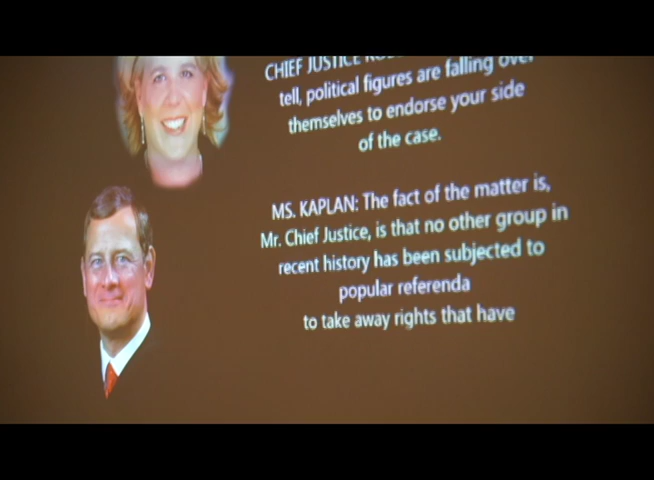 CHIEF JUSTICE
tell, political figures are falling over
themselves to endorse your side
of the case.
MS. KAPLAN: The fact of the matter is,
Mr. Chief Justice, is that no other group in
recent history has been subjected to
popular referenda
to take away rights that have